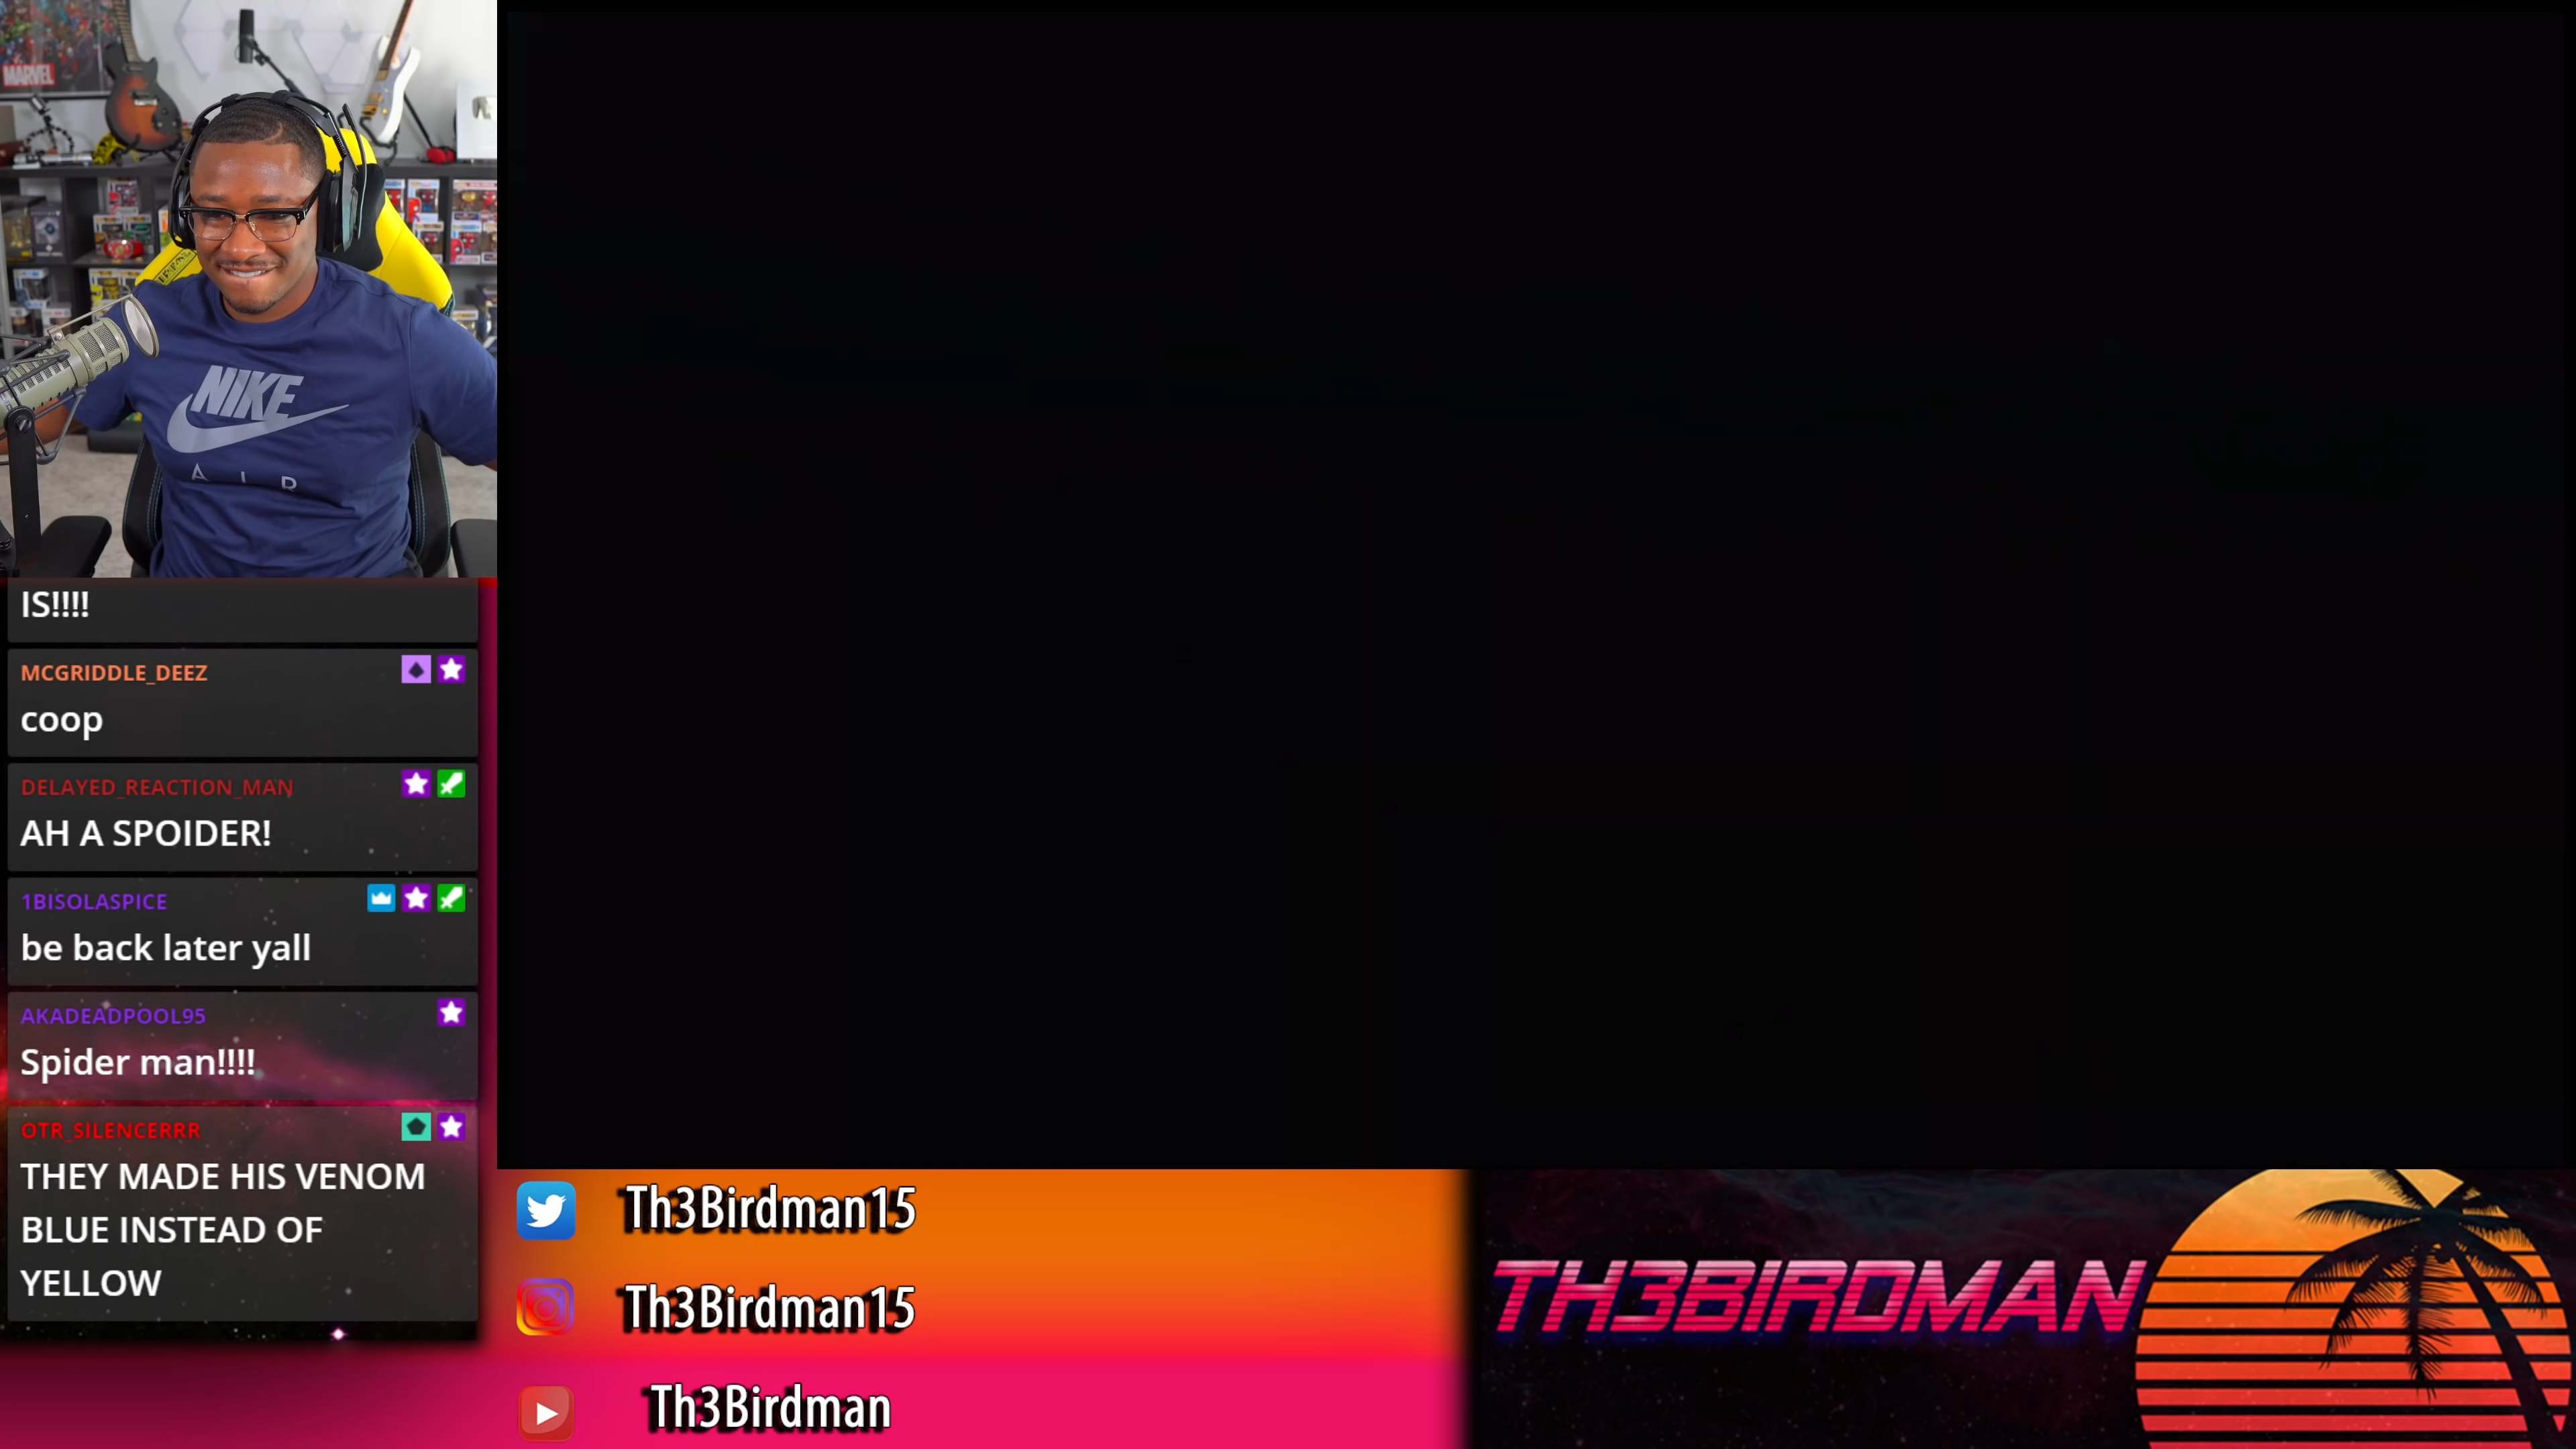 MARVEL
NIKE
AIR
IS!!!!
MCGRIDDLE_DEEZ
coop
DELAYED_REACTION_MAN
AH A SPOIDER!
1BISOLASPICE
be back later yall
AKADEADPOOL95
Spider man!!!!
OTR_SILENCERRR
THEY MADE HIS VENOM
BLUE INSTEAD OF
YELLOW
Th3Birdman15
Th3Birdman15
Th3Birdman
TH3BIRDMAN